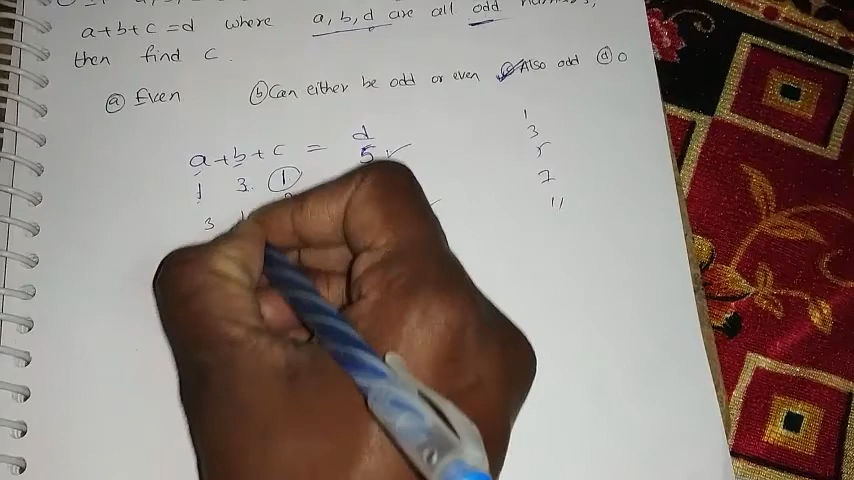 a+b+c=d where a, b, d are all odd
then find c.
ⓐ Even ⓑ Can either be odd or even ⓒ Also odd ⓓ 0
a+b+c = d
1 3 1 5
3
1
3
5
7
11